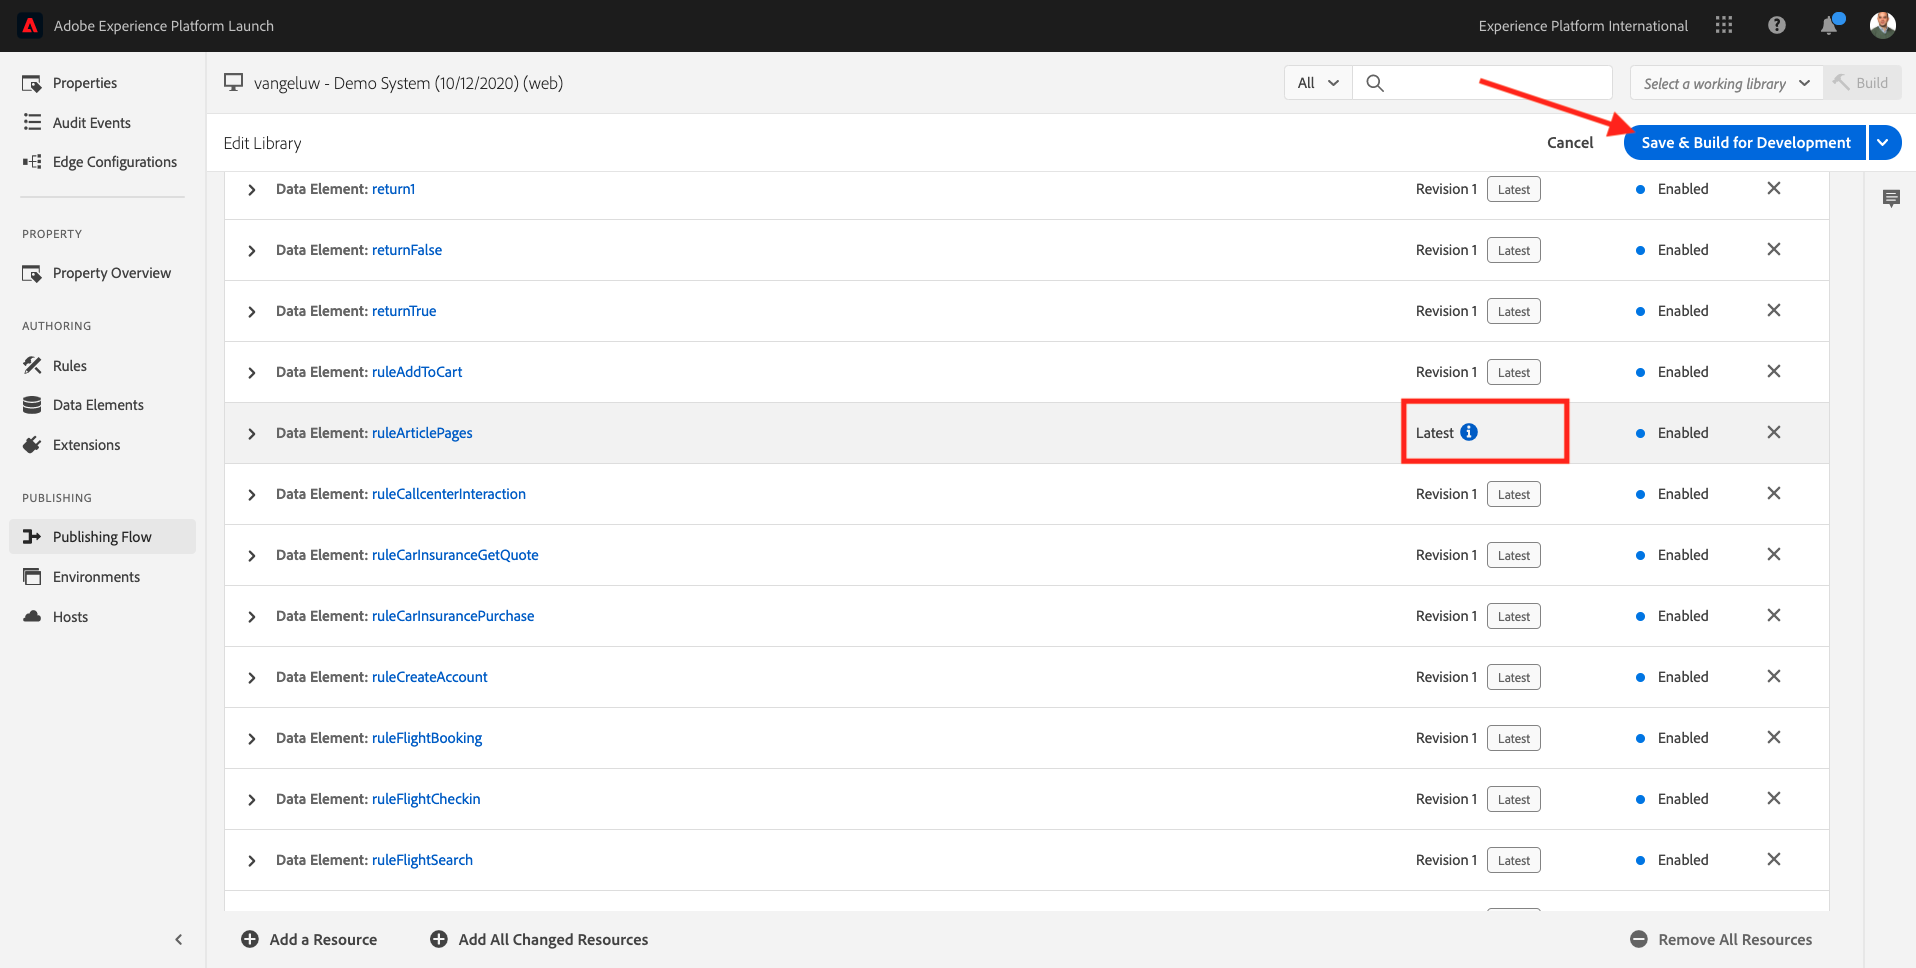 Adobe Experience Platform Launch
Experience Platform International
Properties
Audit Events
Edge Configurations
PROPERTY
Property Overview
AUTHORING
Rules
Data Elements
Extensions
PUBLISHING
Publishing Flow
Environments
Hosts
vangeluw - Demo System (10/12/2020) (web)
All
Select a working library
Build
Edit Library
Cancel
Save & Build for Development
Data Element: return1 Revision 1 Latest Enabled
Data Element: returnFalse Revision 1 Latest Enabled
Data Element: returnTrue Revision 1 Latest Enabled
Data Element: ruleAddToCart Revision 1 Latest Enabled
Data Element: ruleArticlePages Latest Enabled
Data Element: ruleCallcenterInteraction Revision 1 Latest Enabled
Data Element: ruleCarInsuranceGetQuote Revision 1 Latest Enabled
Data Element: ruleCarInsurancePurchase Revision 1 Latest Enabled
Data Element: ruleCreateAccount Revision 1 Latest Enabled
Data Element: ruleFlightBooking Revision 1 Latest Enabled
Data Element: ruleFlightCheckin Revision 1 Latest Enabled
Data Element: ruleFlightSearch Revision 1 Latest Enabled
Add a Resource
Add All Changed Resources
Remove All Resources